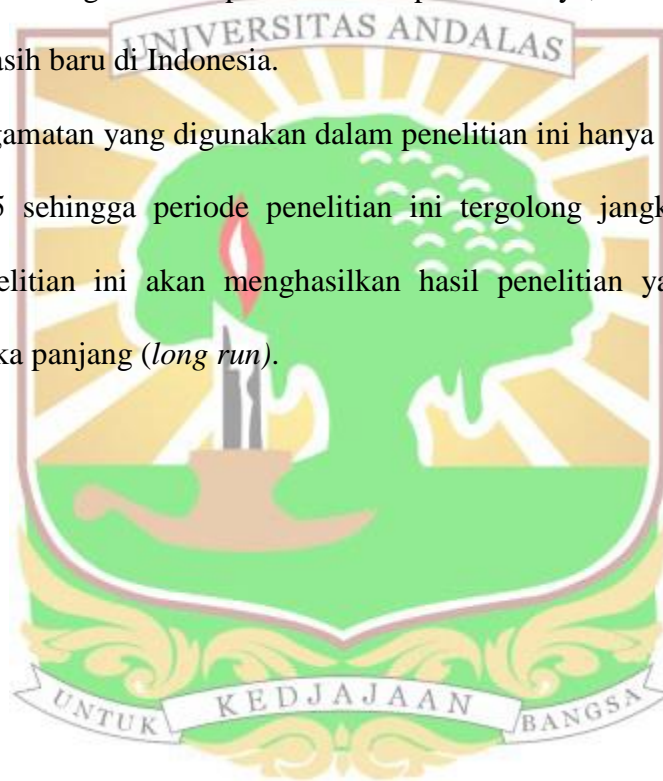 UNIVERSITAS ANDALAS
asih baru di Indonesia.
gamatan yang digunakan dalam penelitian ini hanya
5 sehingga periode penelitian ini tergolong jangk
elitian ini akan menghasilkan hasil penelitian ya
ka panjang (long run).
UNTUK KEDJAJAAN BANGSA